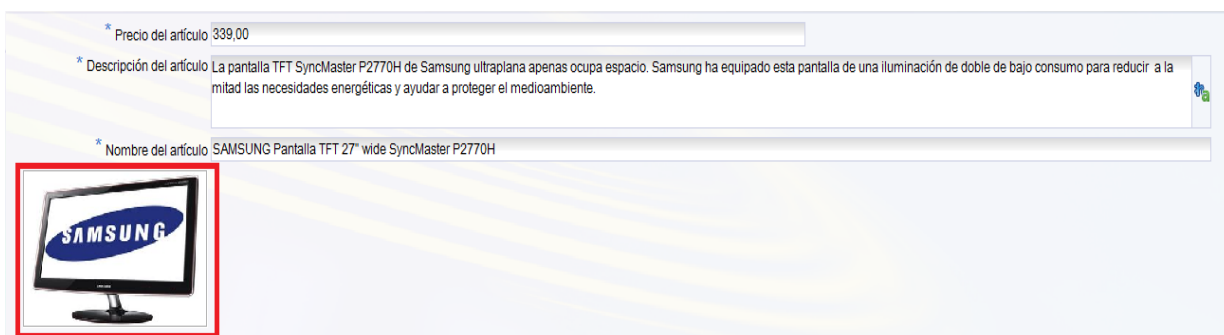 * Precio del artículo 339,00
* Descripción del artículo La pantalla TFT SyncMaster P2770H de Samsung ultraplana apenas ocupa espacio. Samsung ha equipado esta pantalla de una iluminación de doble de bajo consumo para reducir a la
mitad las necesidades energéticas y ayudar a proteger el medioambiente.
* Nombre del artículo SAMSUNG Pantalla TFT 27" wide SyncMaster P2770H
SAMSUNG